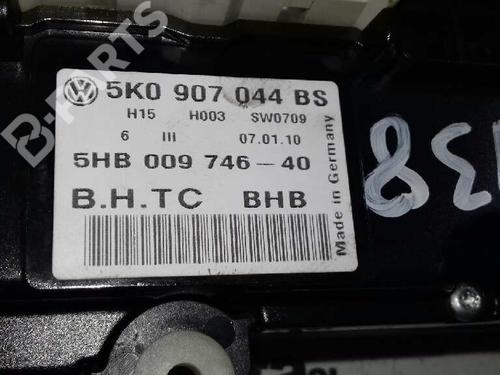 B-PARTS
5K0 907 044 BS
H15 H003 SW0709
6 III 07.01.10
5HB 009 746-40
B.H.TC BHB
Made in Germany
38